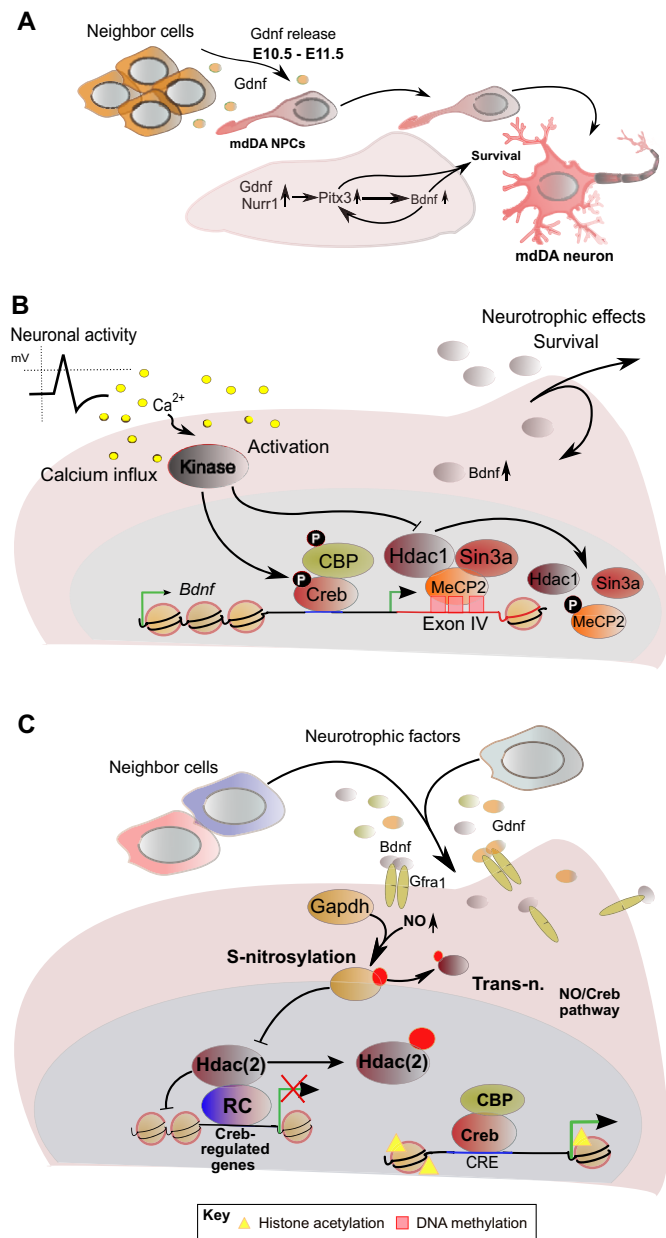 A
Neighbor cells
Gdnf release
E10.5 - E11.5
Gdnf
mdDA NPCs
Survival
Gdnf
Nurr1
Pitx3
Bdnf
mdDA neuron
B
Neuronal activity
mV
Neurotrophic effects
Survival
Ca2+
Activation
Calcium influx
Kinase
Bdnf
P
CBP
Hdac1
Sin3a
P
Creb
MeCP2
Bdnf
Exon IV
Hdac1
Sin3a
P
MeCP2
C
Neurotrophic factors
Neighbor cells
Gdnf
Bdnf
Gfra1
Gapdh
NO
S-nitrosylation
Trans-n.
NO/Creb
pathway
Hdac(2)
Hdac(2)
RC
Creb-
regulated
genes
CBP
Creb
CRE
Key
Histone acetylation
DNA methylation